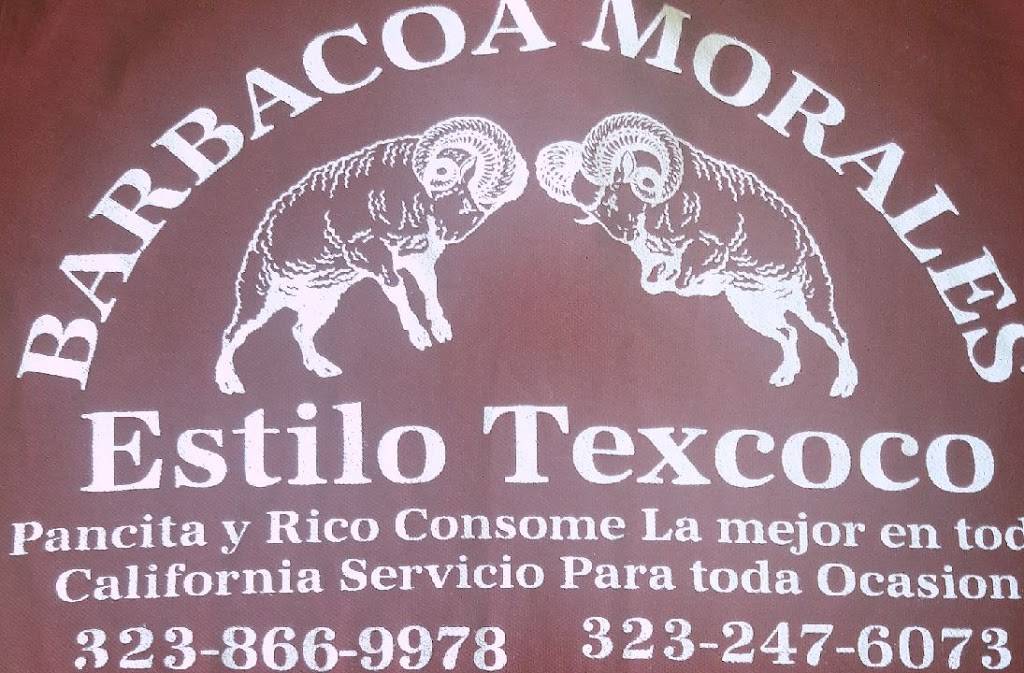 BARBACOA MORALES
Estilo Texcoco
Pancita y Rico Consome La mejor en tod
California Servicio Para toda Ocasion
323-866-9978 323-247-6073